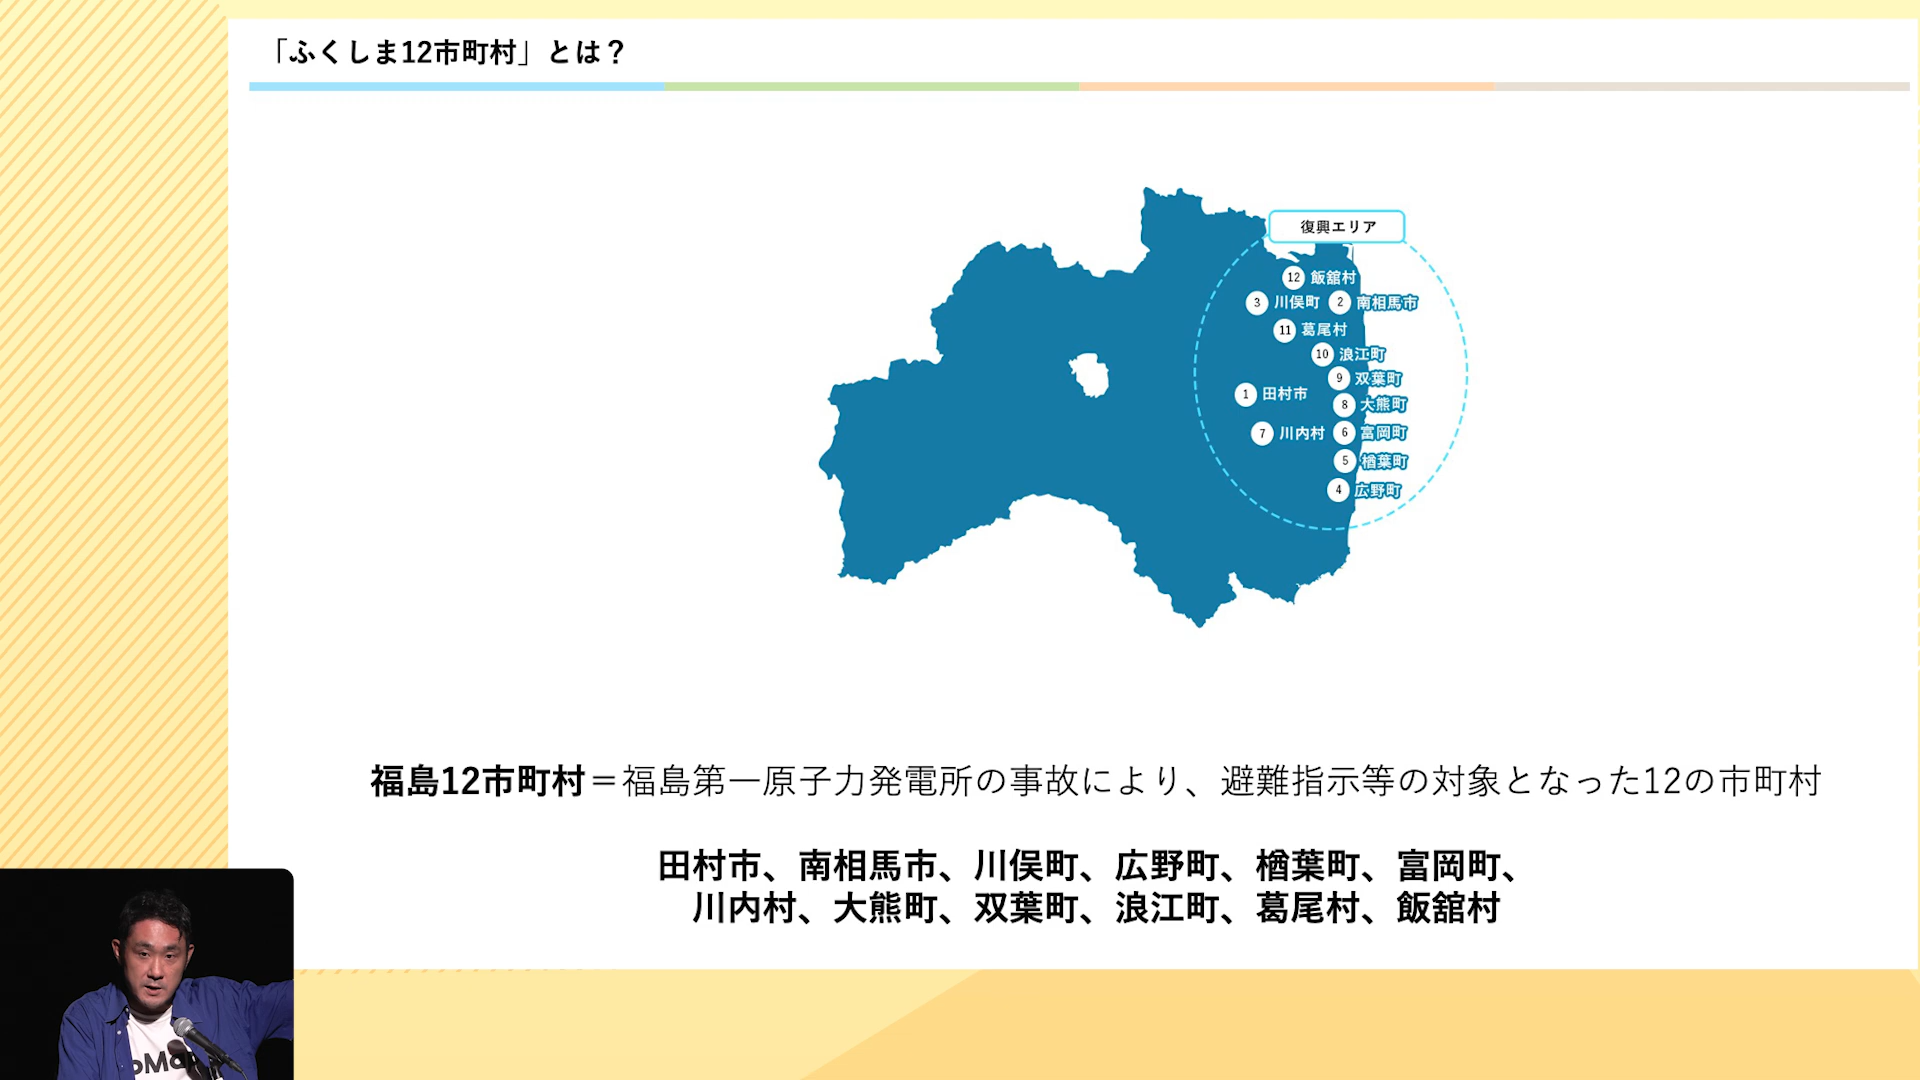 「ふくしま12市町村」とは？
復興エリア
12 飯舘村
3 川俣町 2 南相馬市
11 葛尾村
10 浪江町
9 双葉町
1 田村市
8 大熊町
7 川内村 6 富岡町
5 楢葉町
4 広野町
福島12市町村＝福島第一原子力発電所の事故により、避難指示等の対象となった12の市町村
田村市、南相馬市、川俣町、広野町、楢葉町、富岡町、
川内村、大熊町、双葉町、浪江町、葛尾村、飯舘村